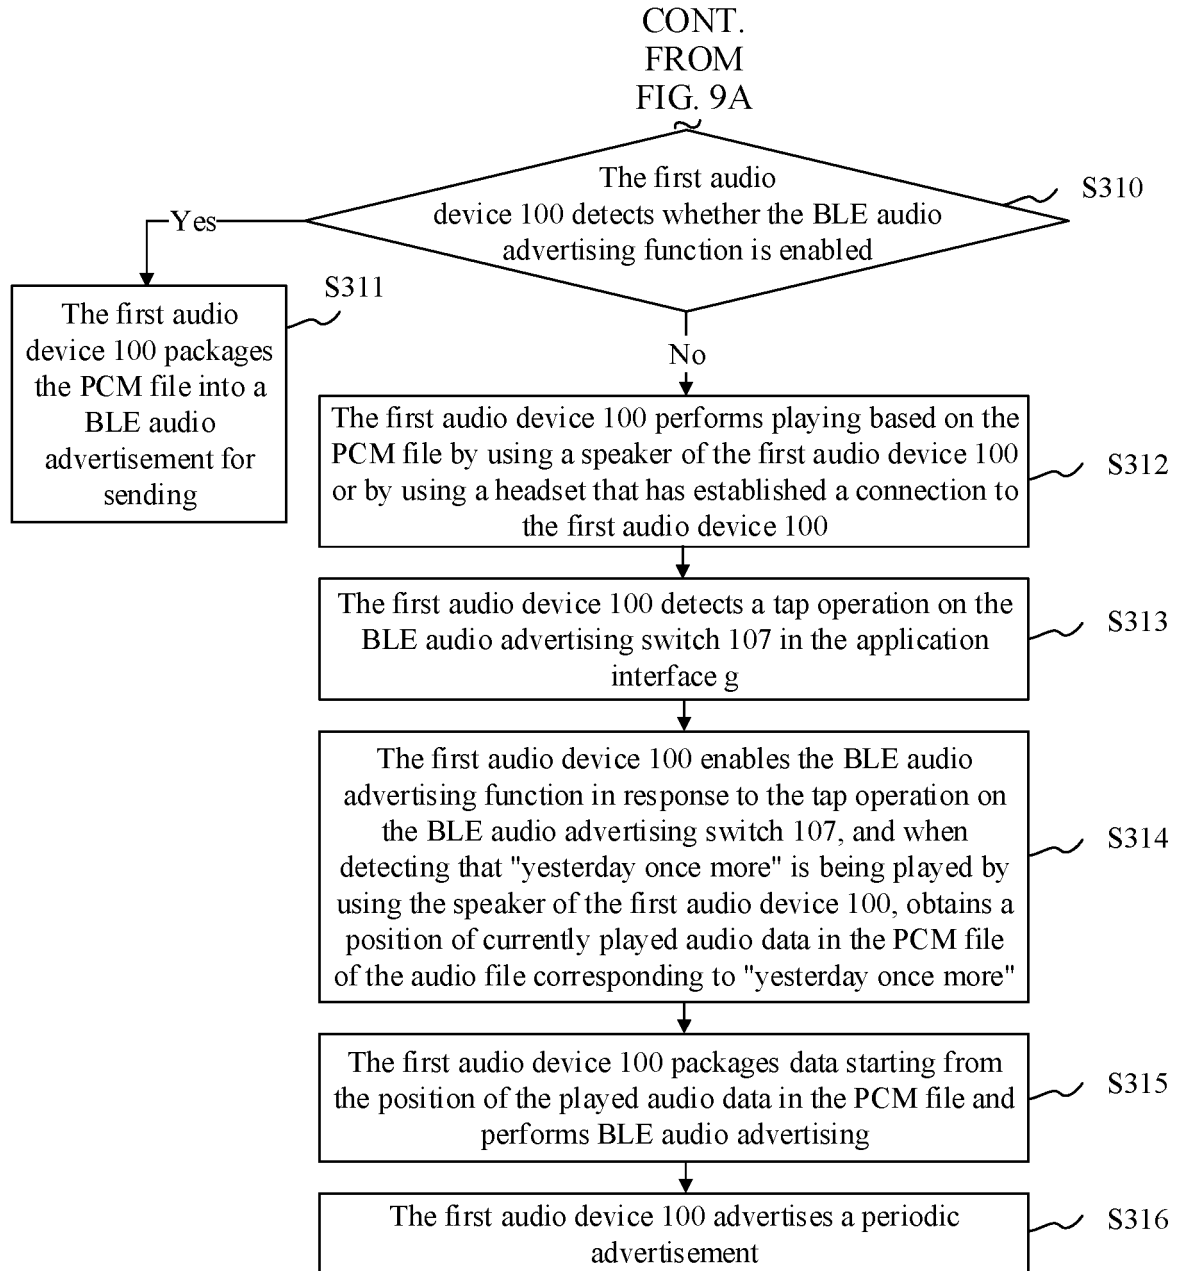 CONT.
FROM
FIG. 9A
The first audio
device 100 detects whether the BLE audio
advertising function is enabled
S310
Yes
S311
The first audio
device 100 packages
the PCM file into a
BLE audio
advertisement for
sending
No
The first audio device 100 performs playing based on the
PCM file by using a speaker of the first audio device 100
or by using a headset that has established a connection to
the first audio device 100
S312
The first audio device 100 detects a tap operation on the
BLE audio advertising switch 107 in the application
interface g
S313
The first audio device 100 enables the BLE audio
advertising function in response to the tap operation on
the BLE audio advertising switch 107, and when
detecting that "yesterday once more" is being played by
using the speaker of the first audio device 100, obtains a
position of currently played audio data in the PCM file
of the audio file corresponding to "yesterday once more"
S314
The first audio device 100 packages data starting from
the position of the played audio data in the PCM file and
performs BLE audio advertising
S315
The first audio device 100 advertises a periodic
advertisement
S316